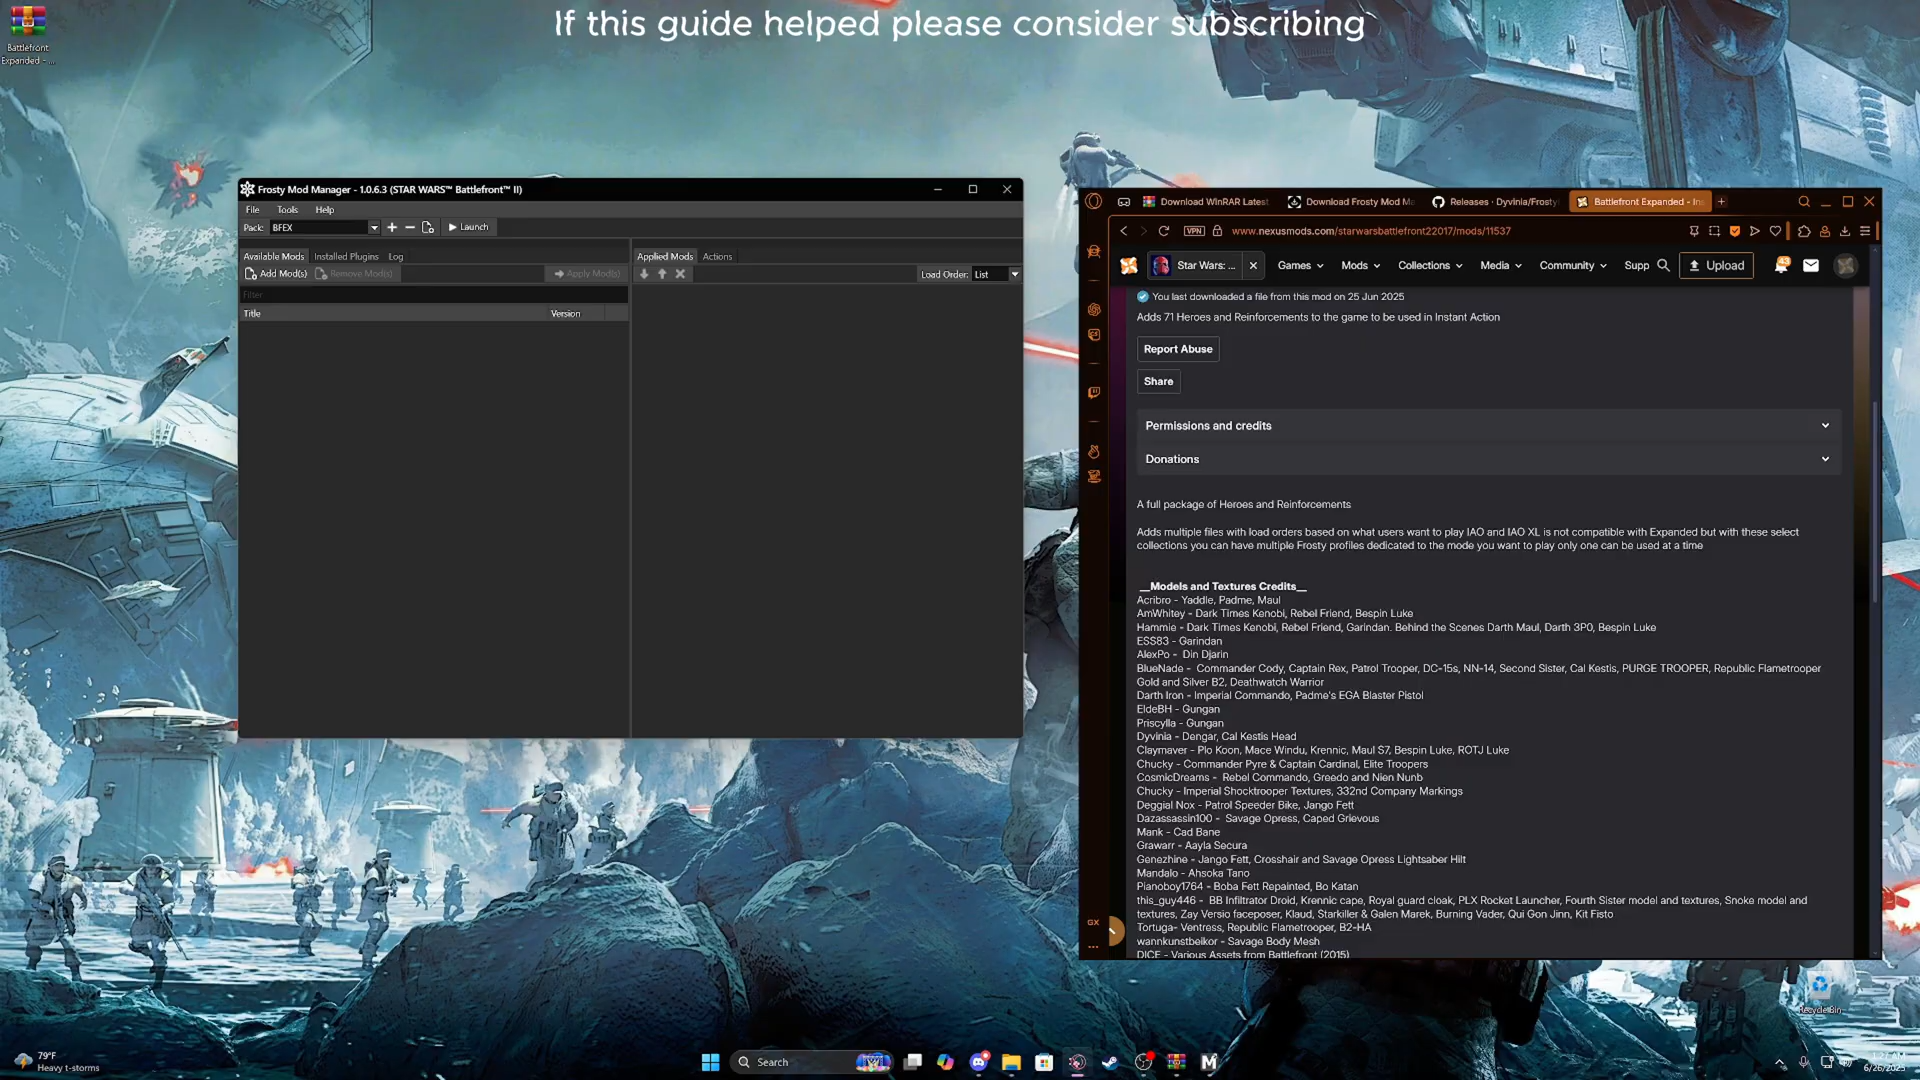 If this guide helped please consider subscribing
Battlefront
Expanded - ...
Frosty Mod Manager - 1.0.6.3 (STAR WARS™ Battlefront™ II)
File Tools Help
Pack: BFEX Launch
Available Mods Installed Plugins Log
Add Mod(s) Remove Mod(s) Apply Mod(s)
Filter
Title Version
Applied Mods Actions
Load Order: List
Download WinRAR Latest Download Frosty Mod Ma Releases · Dyvinia/Frosty Battlefront Expanded - Ins
VPN www.nexusmods.com/starwarsbattlefront22017/mods/11537
Star Wars: ... Games Mods Collections Media Community Supp Upload 43
You last downloaded a file from this mod on 25 Jun 2025
Adds 71 Heroes and Reinforcements to the game to be used in Instant Action
Report Abuse
Share
Permissions and credits
Donations
A full package of Heroes and Reinforcements
Adds multiple files with load orders based on what users want to play IAO and IAO XL is not compatible with Expanded but with these select
collections you can have multiple Frosty profiles dedicated to the mode you want to play only one can be used at a time
__Models and Textures Credits__
Acribro - Yaddle, Padme, Maul
AmWhitey - Dark Times Kenobi, Rebel Friend, Bespin Luke
Hammie - Dark Times Kenobi, Rebel Friend, Garindan. Behind the Scenes Darth Maul, Darth 3P0, Bespin Luke
ESS83 - Garindan
AlexPo - Din Djarin
BlueNade - Commander Cody, Captain Rex, Patrol Trooper, DC-15s, NN-14, Second Sister, Cal Kestis, PURGE TROOPER, Republic Flametrooper
Gold and Silver B2, Deathwatch Warrior
Darth Iron - Imperial Commando, Padme's EGA Blaster Pistol
EldeBH - Gungan
Priscylla - Gungan
Dyvinia - Dengar, Cal Kestis Head
Claymaver - Plo Koon, Mace Windu, Krennic, Maul S7, Bespin Luke, ROTJ Luke
Chucky - Commander Pyre & Captain Cardinal, Elite Troopers
CosmicDreams - Rebel Commando, Greedo and Nien Nunb
Chucky - Imperial Shocktrooper Textures, 332nd Company Markings
Deggial Nox - Patrol Speeder Bike, Jango Fett
Dazassassin100 - Savage Opress, Caped Grievous
Mank - Cad Bane
Grawarr - Aayla Secura
Genezhine - Jango Fett, Crosshair and Savage Opress Lightsaber Hilt
Mandalo - Ahsoka Tano
Pianoboy1764 - Boba Fett Repainted, Bo Katan
this_guy446 - BB Infiltrator Droid, Krennic cape, Royal guard cloak, PLX Rocket Launcher, Fourth Sister model and textures, Snoke model and
textures, Zay Versio faceposer, Klaud, Starkiller & Galen Marek, Burning Vader, Qui Gon Jinn, Kit Fisto
Tortuga- Ventress, Republic Flametrooper, B2-HA
wannkunstbeikor - Savage Body Mesh
DICE - Various Assets from Battlefront (2015)
GX
Recycle Bin
79°F
Heavy t-storms
Search
1:27 AM
6/26/2025